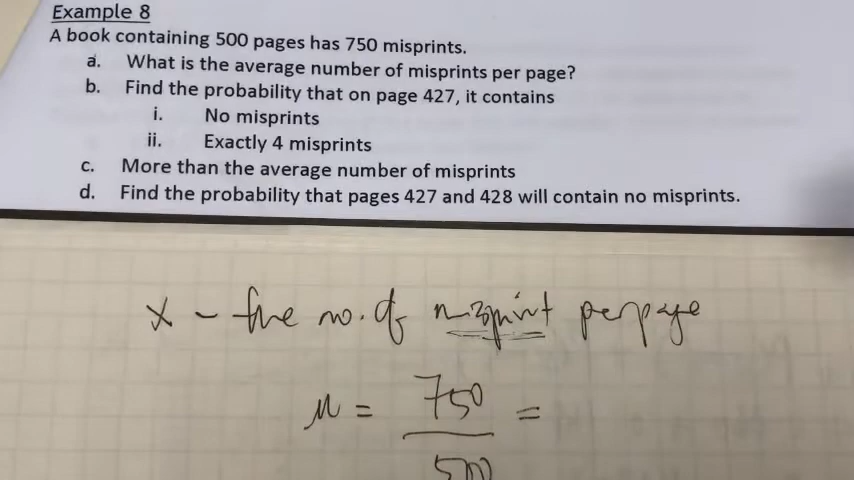 Example 8
A book containing 500 pages has 750 misprints.
a. What is the average number of misprints per page?
b. Find the probability that on page 427, it contains
i. No misprints
ii. Exactly 4 misprints
c. More than the average number of misprints
d. Find the probability that pages 427 and 428 will contain no misprints.
X - the no. of misprint per page
μ = 750 =
500